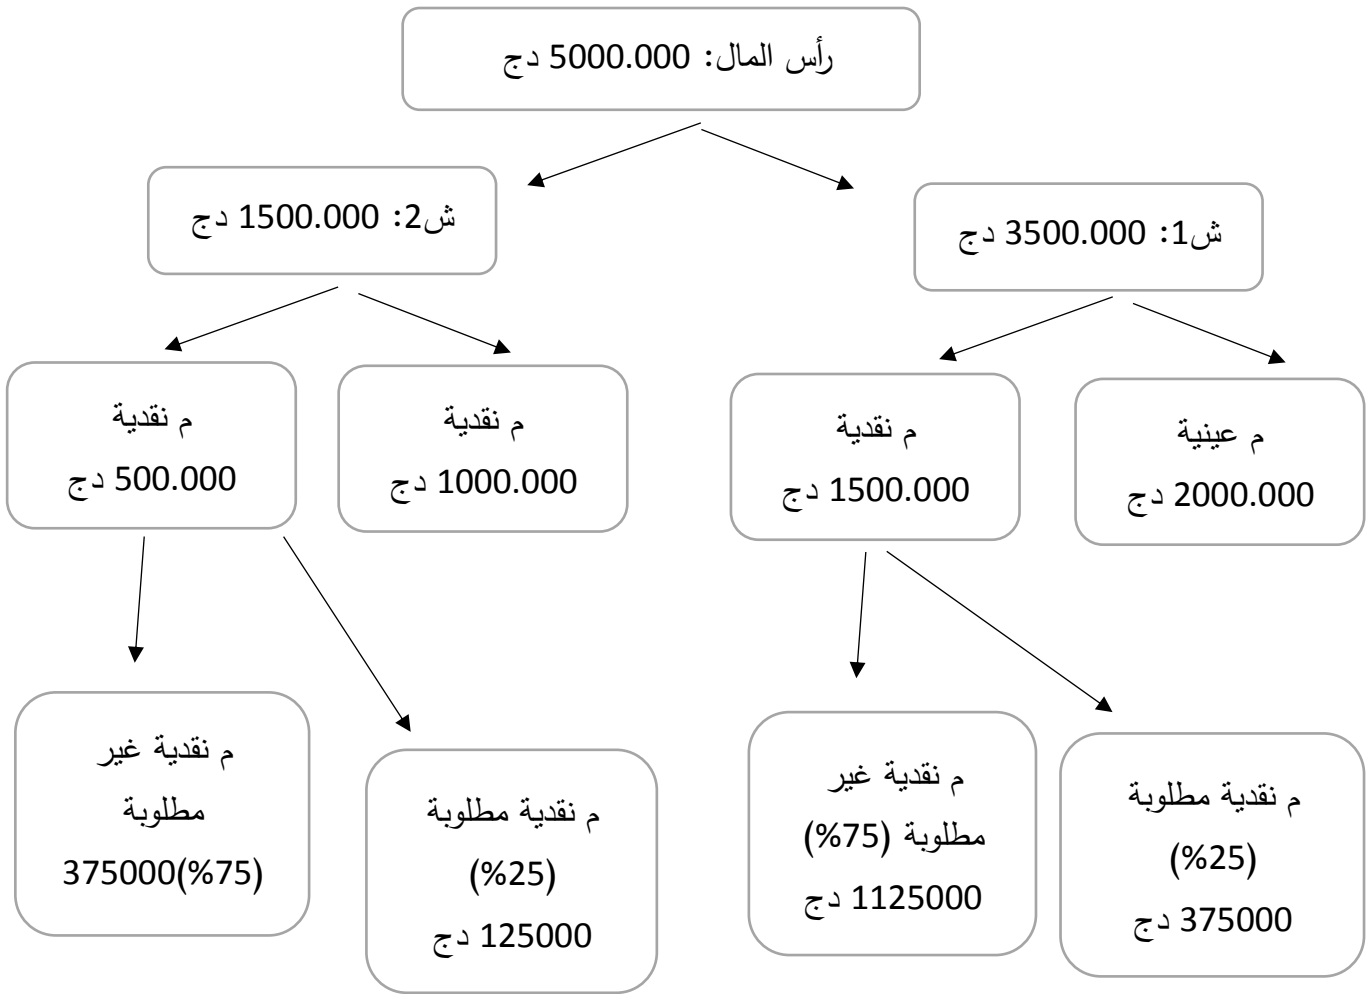 رأس المال: 5000.000 دج
ش1: 3500.000 دج
ش2: 1500.000 دج
م عينية
2000.000 دج
م نقدية
1500.000 دج
م نقدية
1000.000 دج
م نقدية
500.000 دج
م نقدية مطلوبة
(%25)
375000 دج
م نقدية غير
مطلوبة (%75)
1125000 دج
م نقدية مطلوبة
(%25)
125000 دج
م نقدية غير
مطلوبة
375000(%75)